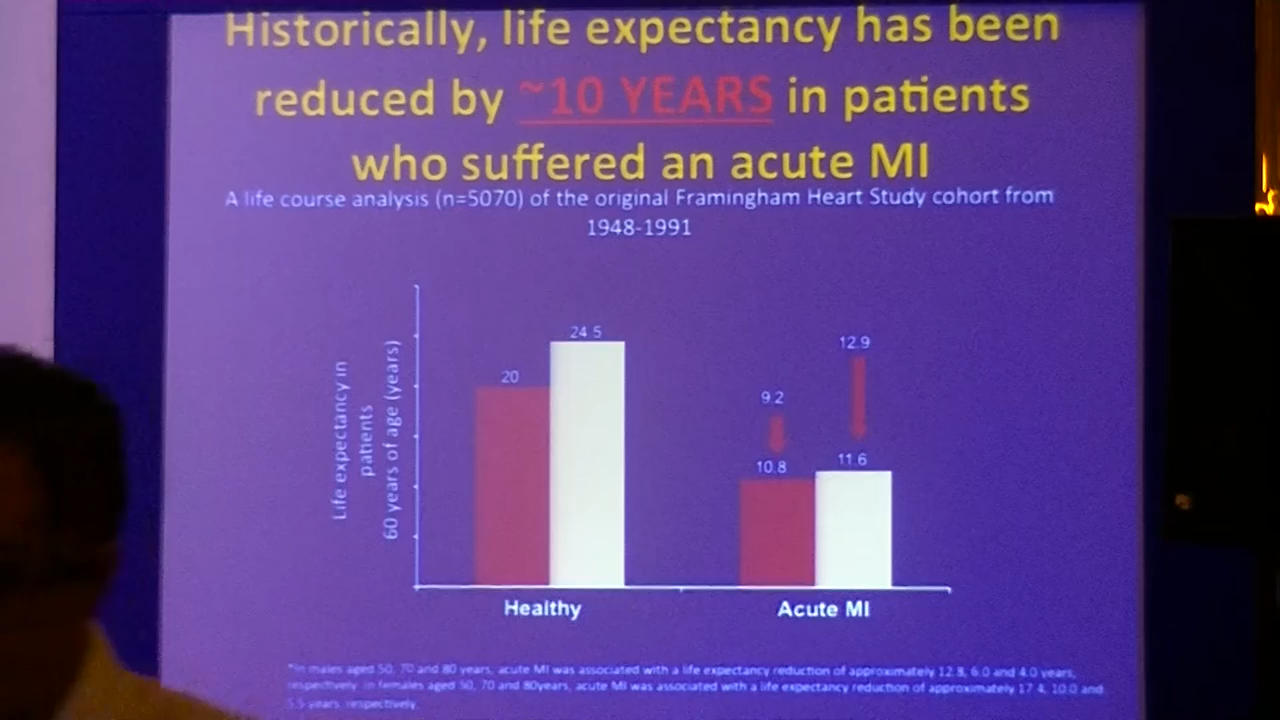 Historically, life expectancy has been
reduced by ~10 YEARS in patients
who suffered an acute MI
A life course analysis (n=5070) of the original Framingham Heart Study cohort from
1948-1991
Life expectancy in
patients
60 years of age (years)
20
24.5
9.2
10.8
12.9
11.6
Healthy
Acute MI
*In males aged 50, 70 and 80 years, acute MI was associated with a life expectancy reduction of approximately 12.8, 6.0 and 4.0 years,
respectively. In females aged 50, 70 and 80years, acute MI was associated with a life expectancy reduction of approximately 17.4, 10.0 and
5.5 years, respectively.